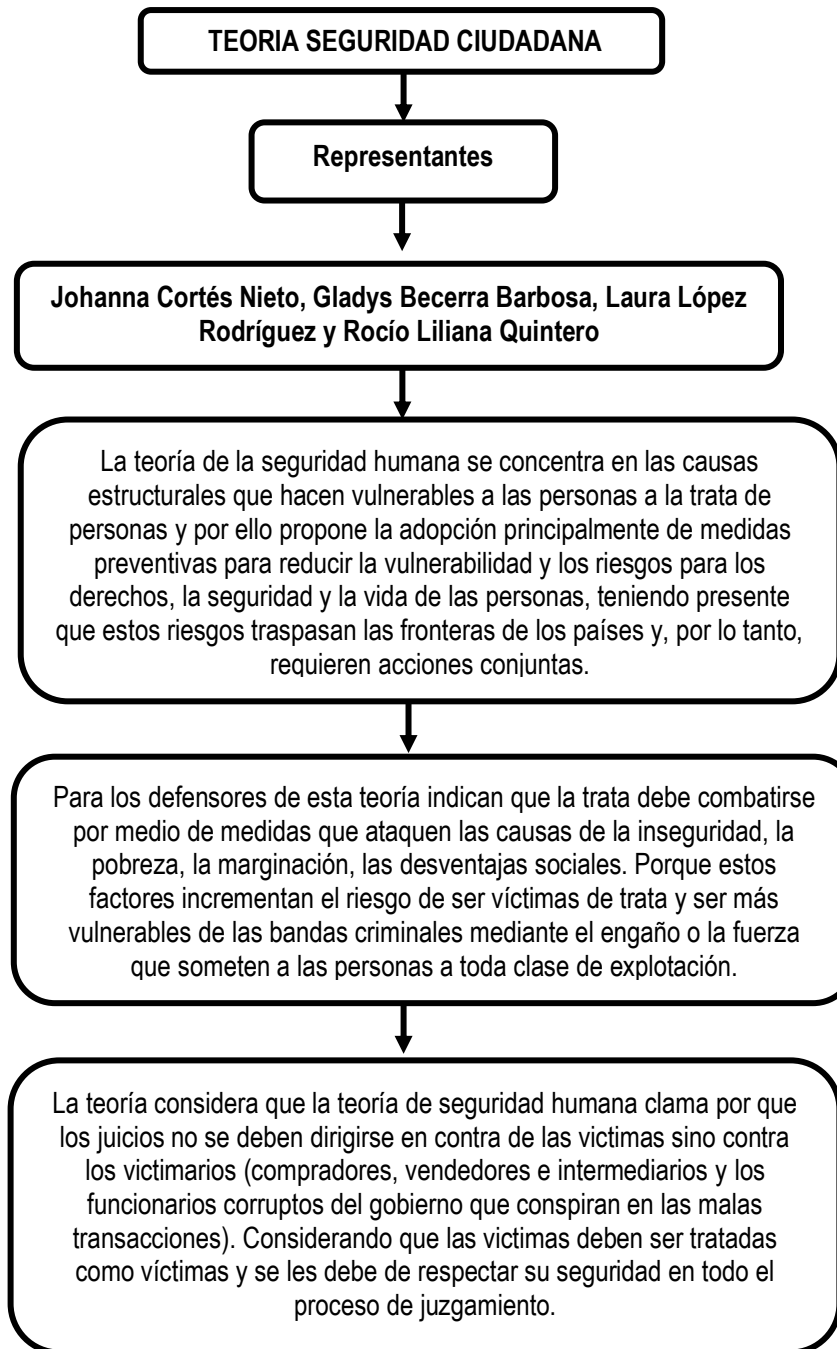 TEORIA SEGURIDAD CIUDADANA
Representantes
Johanna Cortés Nieto, Gladys Becerra Barbosa, Laura López
Rodríguez y Rocío Liliana Quintero
La teoría de la seguridad humana se concentra en las causas
estructurales que hacen vulnerables a las personas a la trata de
personas y por ello propone la adopción principalmente de medidas
preventivas para reducir la vulnerabilidad y los riesgos para los
derechos, la seguridad y la vida de las personas, teniendo presente
que estos riesgos traspasan las fronteras de los países y, por lo tanto,
requieren acciones conjuntas.
Para los defensores de esta teoría indican que la trata debe combatirse
por medio de medidas que ataquen las causas de la inseguridad, la
pobreza, la marginación, las desventajas sociales. Porque estos
factores incrementan el riesgo de ser víctimas de trata y ser más
vulnerables de las bandas criminales mediante el engaño o la fuerza
que someten a las personas a toda clase de explotación.
La teoría considera que la teoría de seguridad humana clama por que
los juicios no se deben dirigirse en contra de las victimas sino contra
los victimarios (compradores, vendedores e intermediarios y los
funcionarios corruptos del gobierno que conspiran en las malas
transacciones). Considerando que las victimas deben ser tratadas
como víctimas y se les debe de respectar su seguridad en todo el
proceso de juzgamiento.